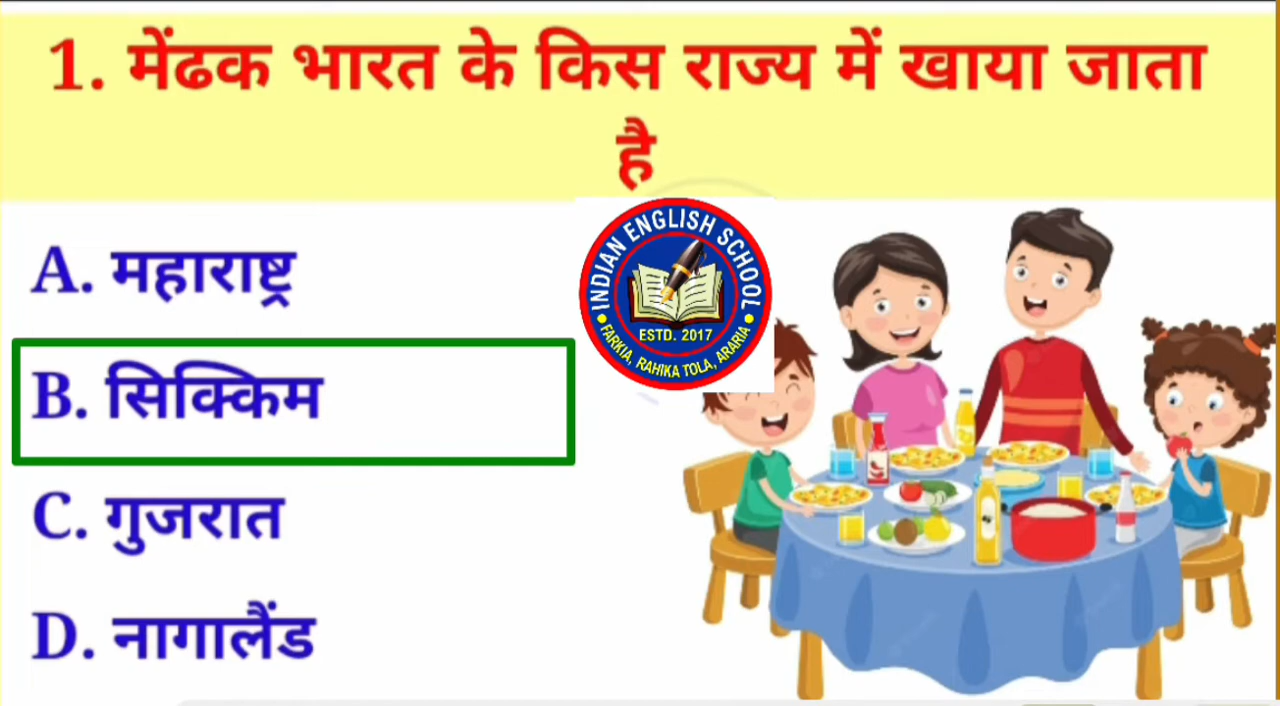 1. मेंढक भारत के किस राज्य में खाया जाता
है
INDIAN ENGLISH SCHOOL
ESTD. 2017
FARKIA, RAHIKA TOLA, ARARIA
A. महाराष्ट्र
B. सिक्किम
C. गुजरात
D. नागालैंड